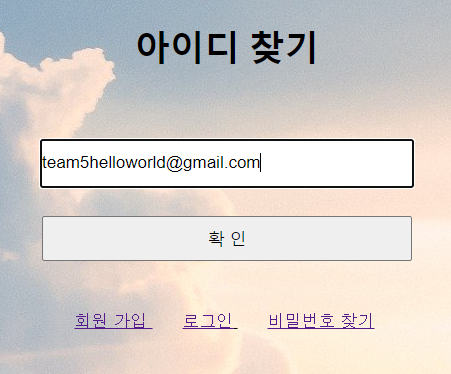 아이디 찾기
team5helloworld@gmail.com
확 인
회원 가입 로그인 비밀번호 찾기